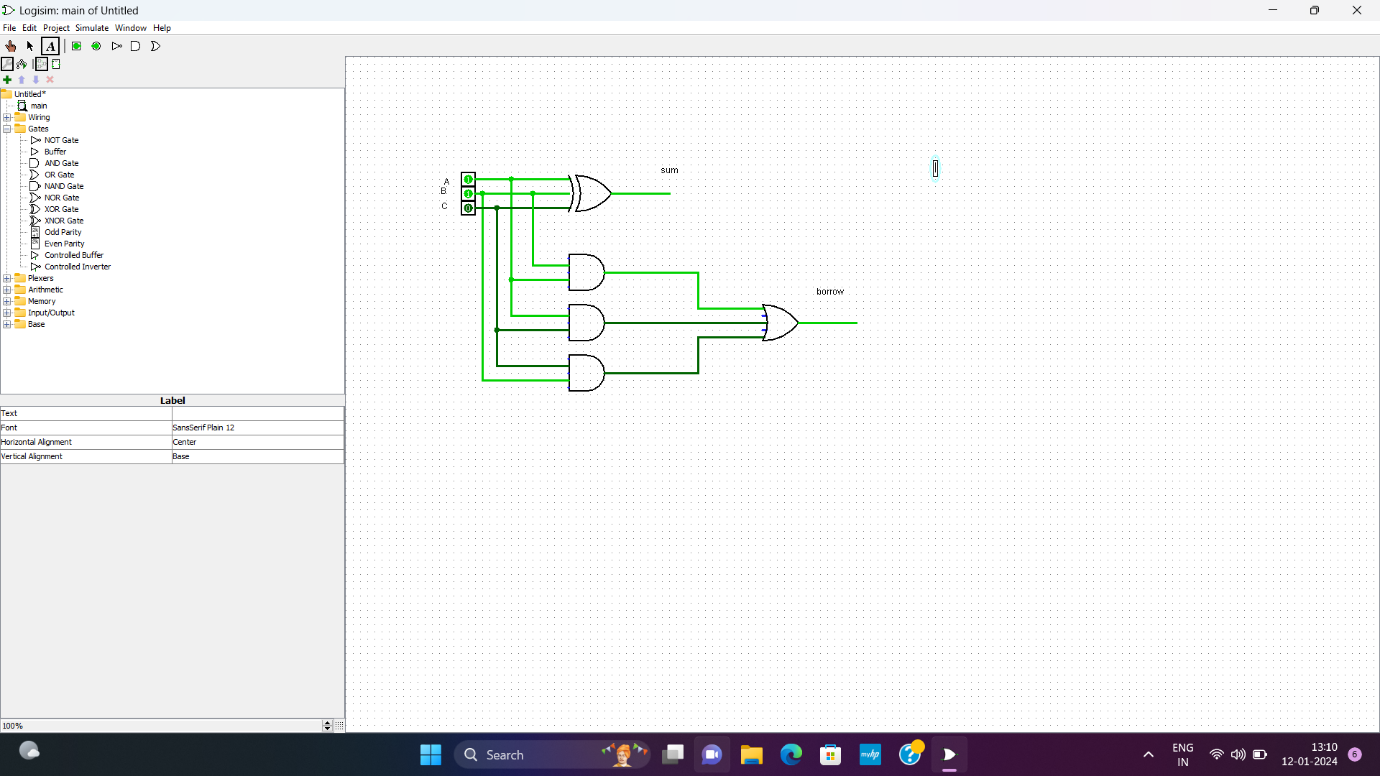 Logisim: main of Untitled
File Edit Project Simulate Window Help
A
Untitled*
main
Wiring
Gates
NOT Gate
Buffer
AND Gate
OR Gate
NAND Gate
NOR Gate
XOR Gate
XNOR Gate
Odd Parity
Even Parity
Controlled Buffer
Controlled Inverter
Plexers
Arithmetic
Memory
Input/Output
Base
Label
Text
Font SansSerif Plain 12
Horizontal Alignment Center
Vertical Alignment Base
100%
sum
A 1
B 1
C 0
borrow
Search
myhp
ENG
IN
13:10
12-01-2024
6